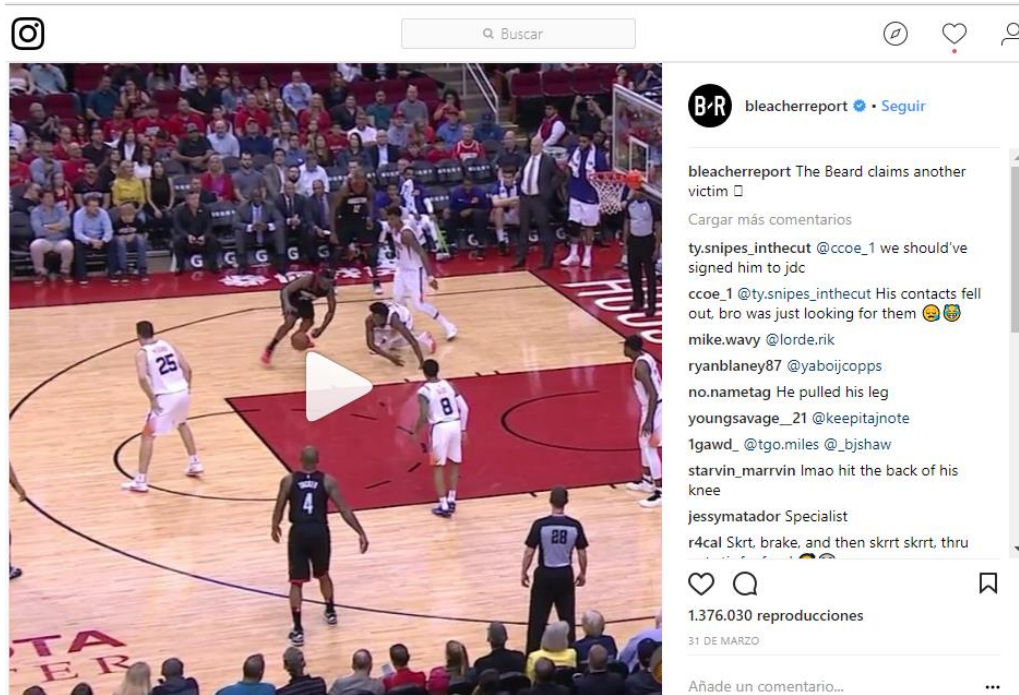 Buscar
B·R
bleacherreport • Seguir
bleacherreport The Beard claims another
victim
Cargar más comentarios
ty.snipes_inthecut @ccoe_1 we should've
signed him to jdc
ccoe_1 @ty.snipes_inthecut His contacts fell
out, bro was just looking for them
mike.wavy @lorde.rik
ryanblaney87 @yaboijcopps
no.nametag He pulled his leg
youngsavage__21 @keepitajnote
1gawd_ @tgo.miles @_bjshaw
starvin_marrvin lmao hit the back of his
knee
jessymatador Specialist
r4cal Skrt, brake, and then skrrt skrrt, thru
1.376.030 reproducciones
31 DE MARZO
Añade un comentario...
25
8
TUCKER
4
28
HOU
TA
TER